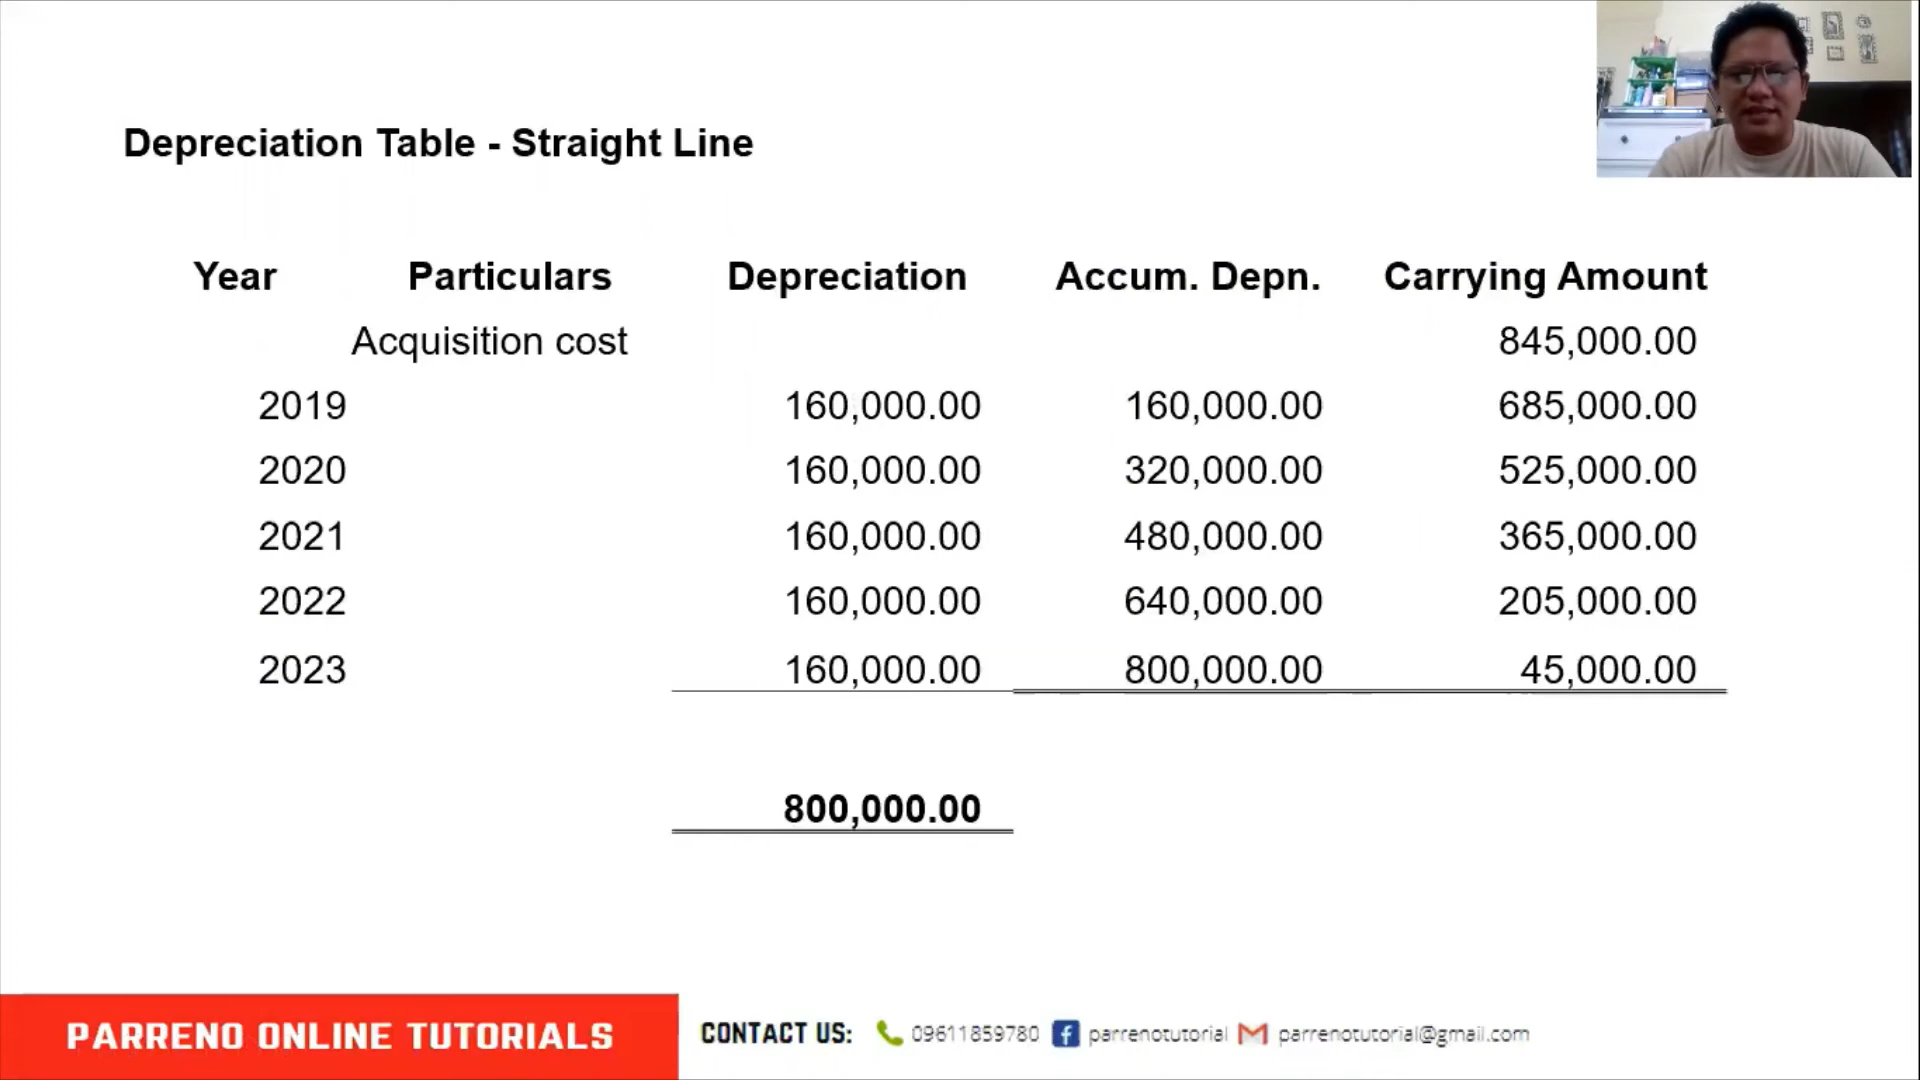 Depreciation Table - Straight Line
Year Particulars Depreciation Accum. Depn. Carrying Amount
Acquisition cost 845,000.00
2019 160,000.00 160,000.00 685,000.00
2020 160,000.00 320,000.00 525,000.00
2021 160,000.00 480,000.00 365,000.00
2022 160,000.00 640,000.00 205,000.00
2023 160,000.00 800,000.00 45,000.00
800,000.00
PARRENO ONLINE TUTORIALS CONTACT US: 09611859780 parrenotutorial parrenotutorial@gmail.com